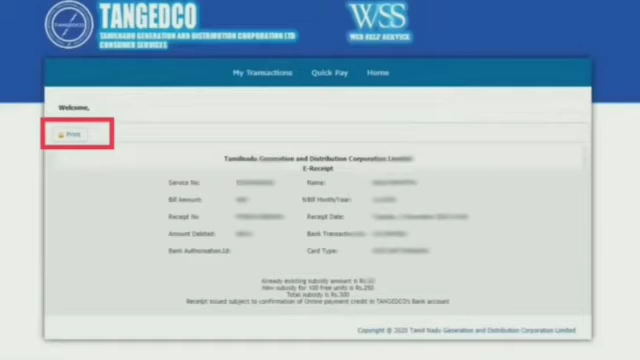 TANGEDCO
TAMILNADU GENERATION AND DISTRIBUTION CORPORATION LTD
CONSUMER SERVICES
TANGEDCO
WSS
WEB SELF SERVICE
My Transactions Quick Pay Home
Welcome,
Print
Tamilnadu Generation and Distribution Corporation Limited
E-Receipt
Service No: Name:
Bill Amount: Bill Month/Year:
Receipt No Receipt Date:
Amount Debited: Bank
Bank Authorisation.Id: Card Type:
Already existing subsidy amount is
New subsidy for 100 free units is Rs.250
Total subsidy is Rs.300
Receipt issued subject to confirmation of Online payment credit in TANGEDCO's Bank account
Copyright @ 2020 Tamil Nadu Generation and Distribution Corporation Limited